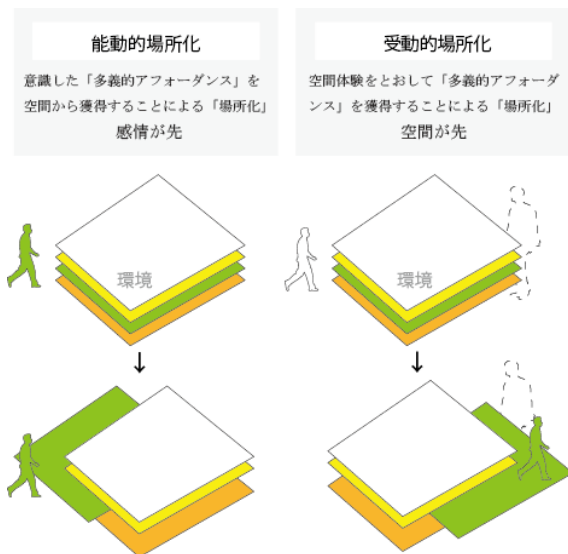 能動的場所化
意識した「多義的アフォーダンス」を
空間から獲得することによる「場所化」
感情が先
受動的場所化
空間体験をとおして「多義的アフォーダ
ンス」を獲得することによる「場所化」
空間が先
環境
環境
↓
↓